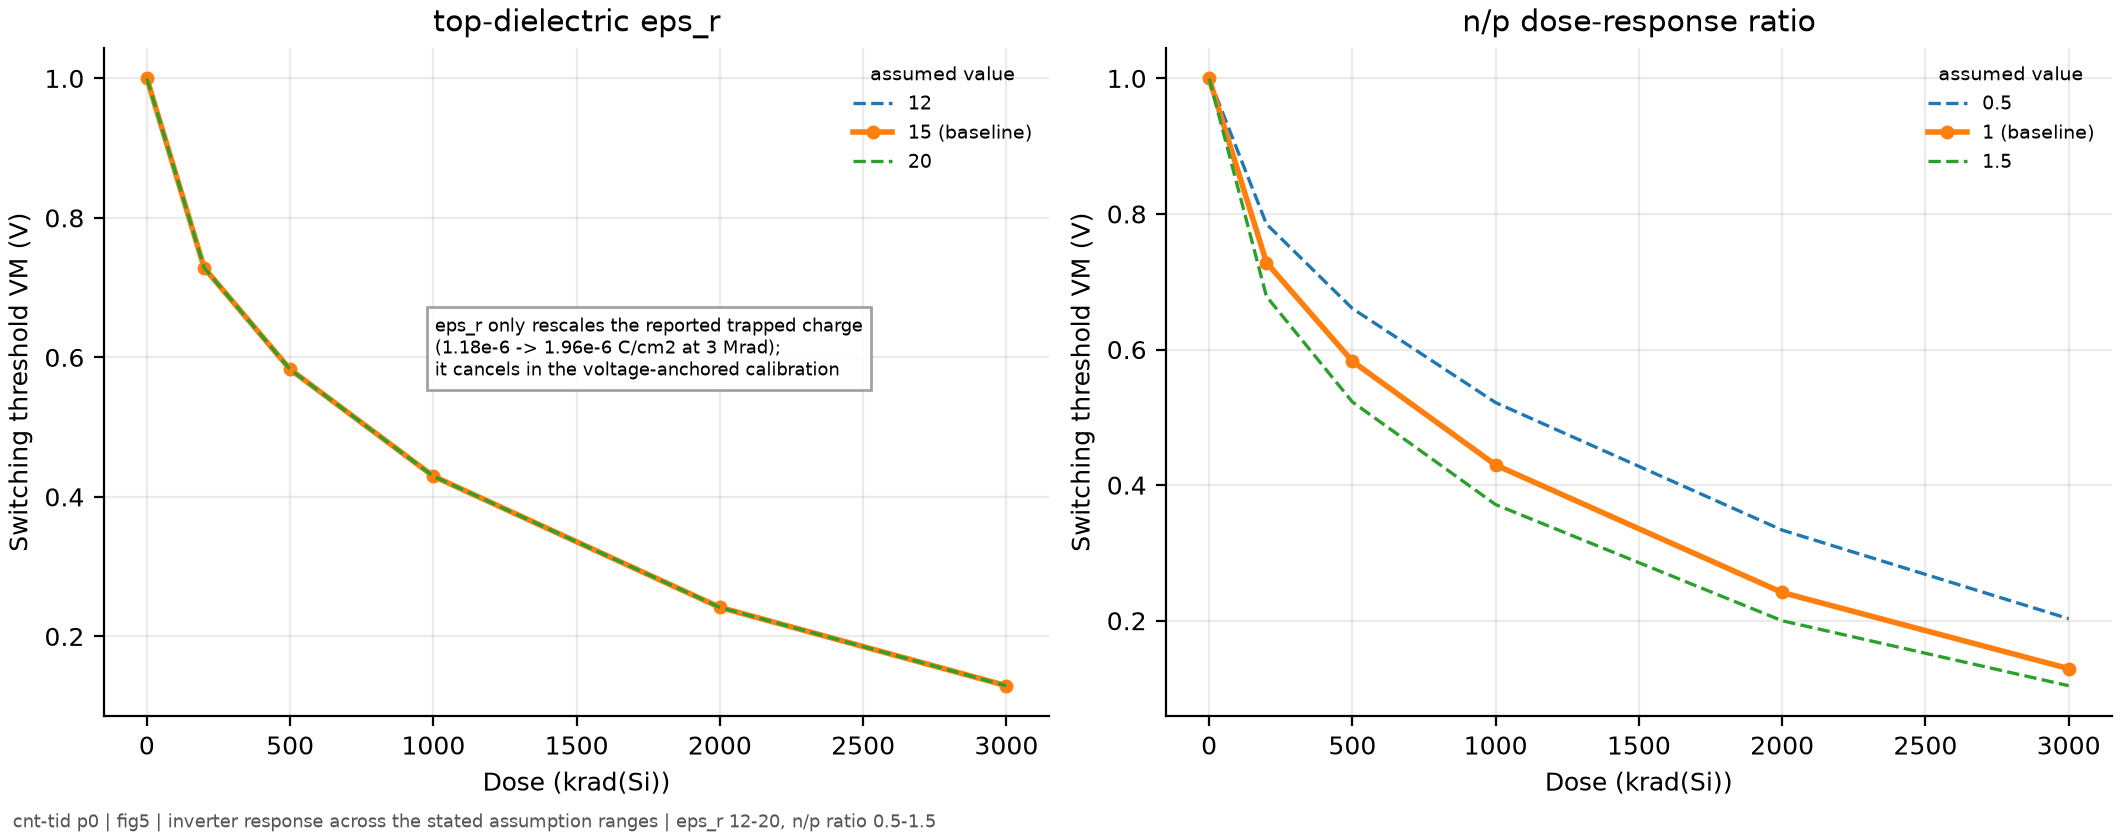 top-dielectric eps_r
Switching threshold VM (V)
1.0
0.8
0.6
0.4
0.2
assumed value
12
15 (baseline)
20
eps_r only rescales the reported trapped charge
(1.18e-6 -> 1.96e-6 C/cm2 at 3 Mrad);
it cancels in the voltage-anchored calibration
0 500 1000 1500 2000 2500 3000
Dose (krad(Si))
n/p dose-response ratio
Switching threshold VM (V)
1.0
0.8
0.6
0.4
0.2
assumed value
0.5
1 (baseline)
1.5
0 500 1000 1500 2000 2500 3000
Dose (krad(Si))
cnt-tid p0 | fig5 | inverter response across the stated assumption ranges | eps_r 12-20, n/p ratio 0.5-1.5